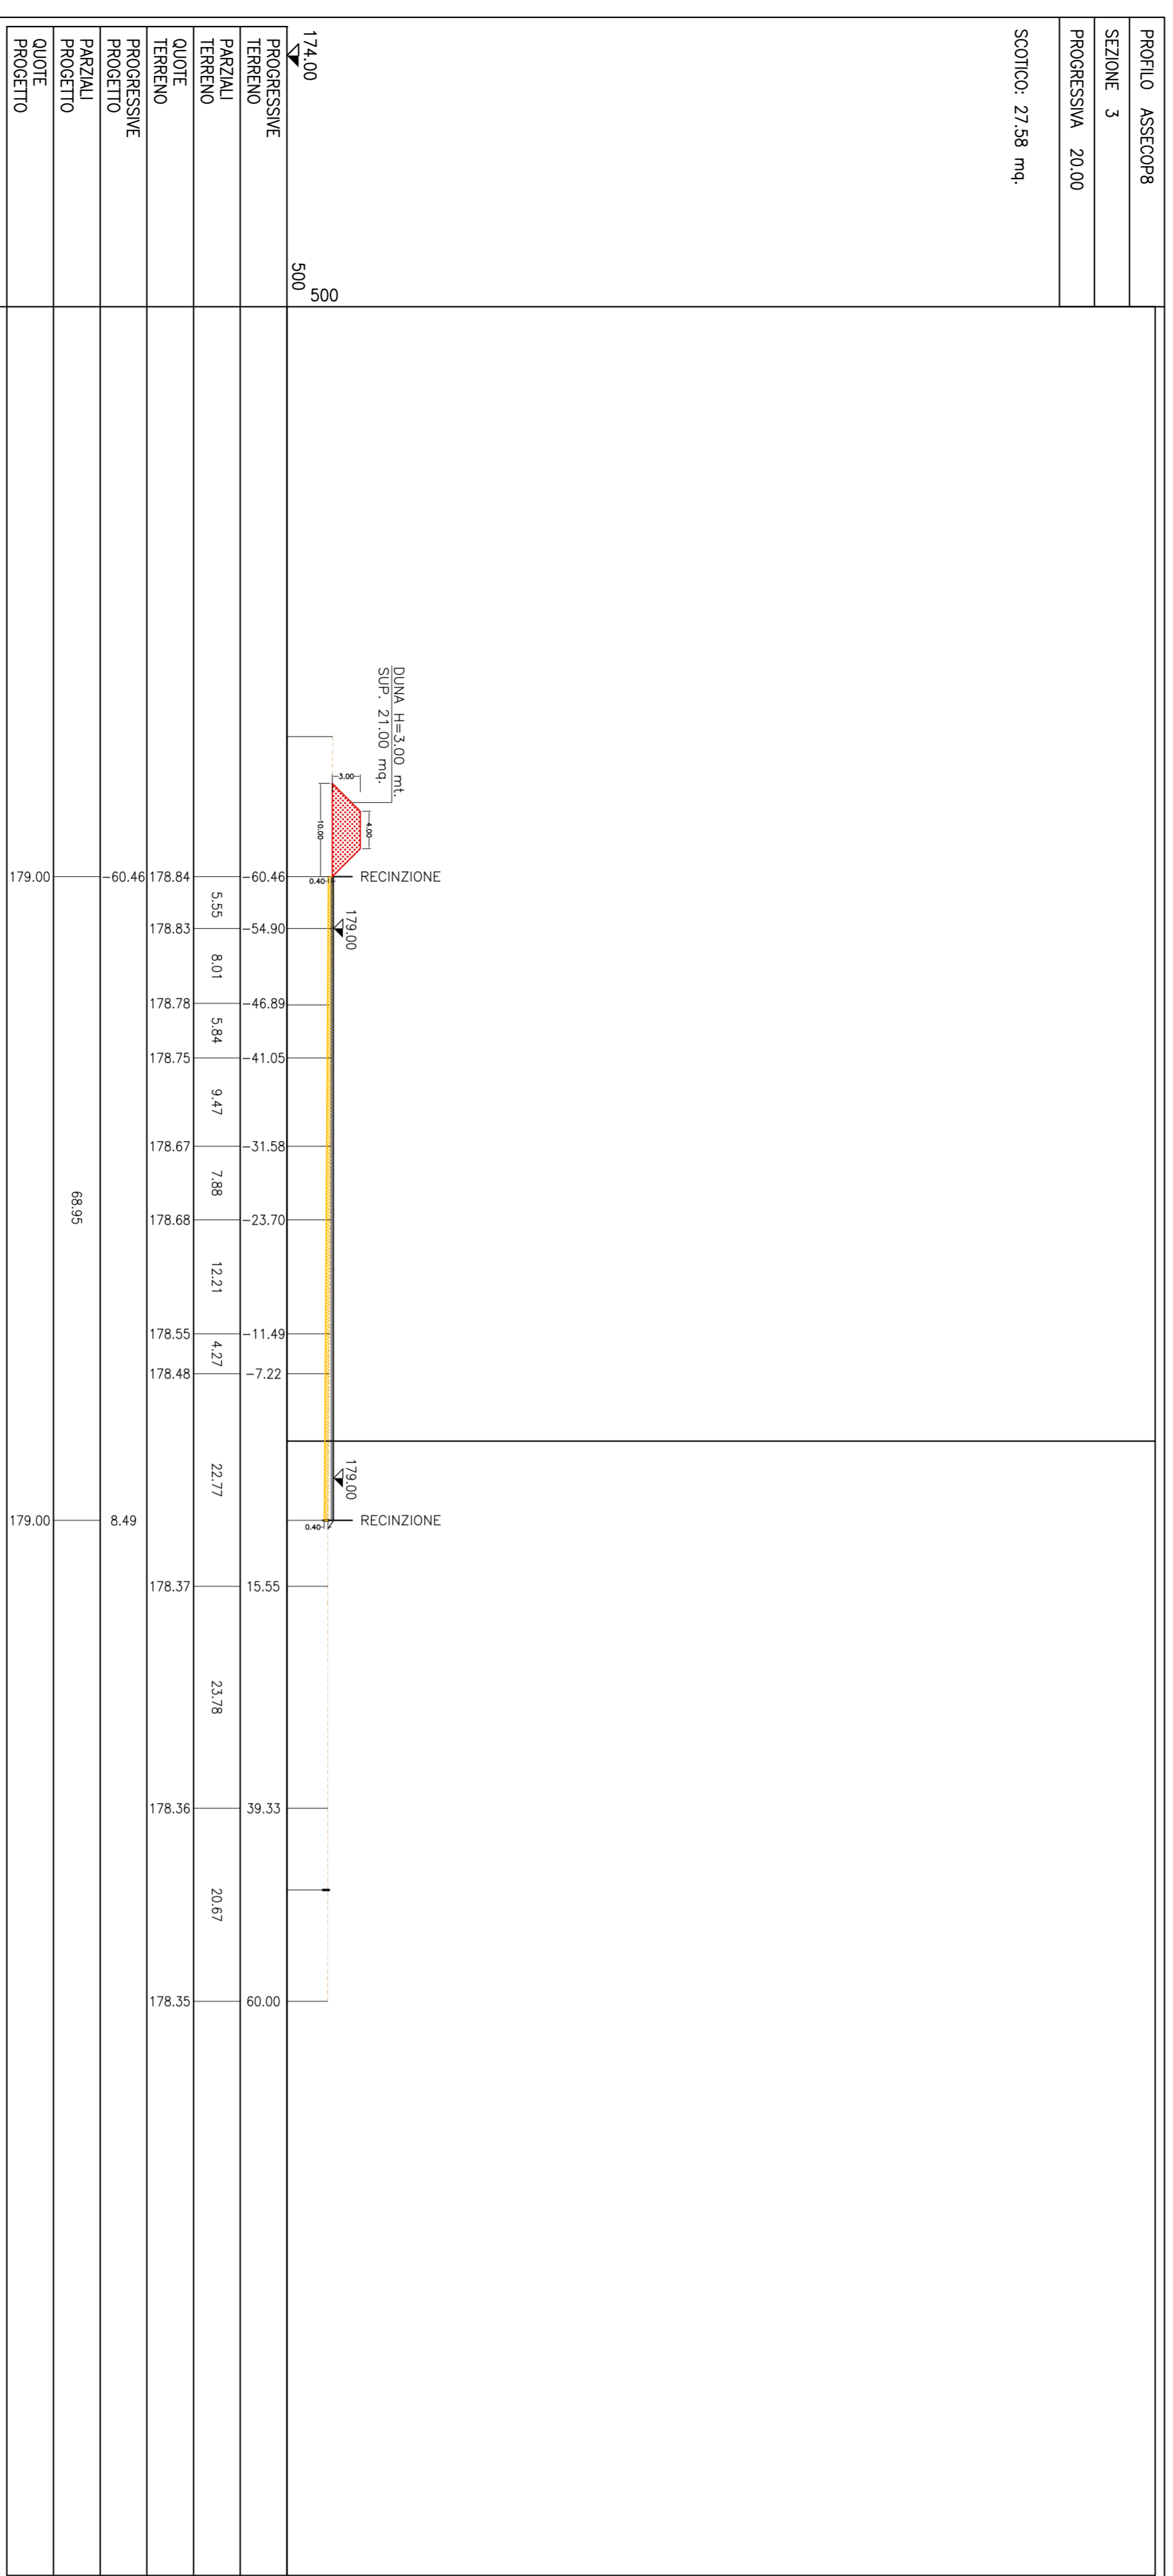 PROFILO ASSECOP8
SEZIONE 3
PROGRESSIVA 20.00
SCOTICO: 27.58 mq.
DUNA H=3.00 mt.
SUP. 21.00 mq.
3.00
4.00
10.00
RECINZIONE
0.40
179.00
179.00
RECINZIONE
0.40
500
500
174.00
PROGRESSIVE
TERRENO
-60.46
-54.90
-46.89
-41.05
-31.58
-23.70
-11.49
-7.22
15.55
39.33
60.00
PARZIALI
TERRENO
5.55
8.01
5.84
9.47
7.88
12.21
4.27
22.77
23.78
20.67
QUOTE
TERRENO
178.84
178.83
178.78
178.75
178.67
178.68
178.55
178.48
178.37
178.36
178.35
PROGRESSIVE
PROGETTO
-60.46
8.49
PARZIALI
PROGETTO
68.95
QUOTE
PROGETTO
179.00
179.00